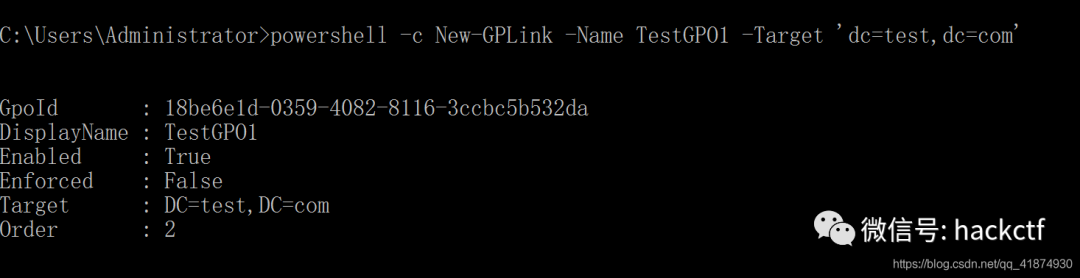 C:\Users\Administrator>powershell -c New-GPLink -Name TestGPO1 -Target 'dc=test,dc=com'
GpoId       : 18be6e1d-0359-4082-8116-3ccbc5b532da
DisplayName : TestGPO1
Enabled     : True
Enforced    : False
Target      : DC=test,DC=com
Order       : 2
微信号: hackctf
https://blog.csdn.net/qq_41874930